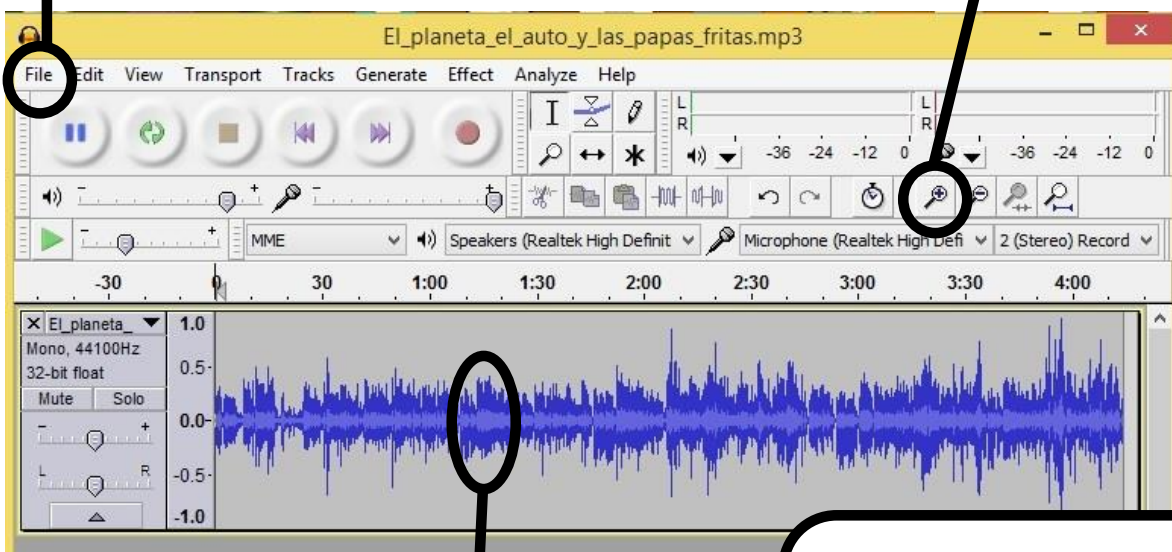 El_planeta_el_auto_y_las_papas_fritas.mp3
File Edit View Transport Tracks Generate Effect Analyze Help
L
R
L
R
-36 -24 -12 0
-36 -24 -12 0
- +
- +
- +
MME
Speakers (Realtek High Definit
Microphone (Realtek High Defi
2 (Stereo) Record
-30 0 30 1:00 1:30 2:00 2:30 3:00 3:30 4:00
El_planeta_
1.0
Mono, 44100Hz
32-bit float
0.5
Mute Solo
0.0
- +
L R
-0.5
-1.0